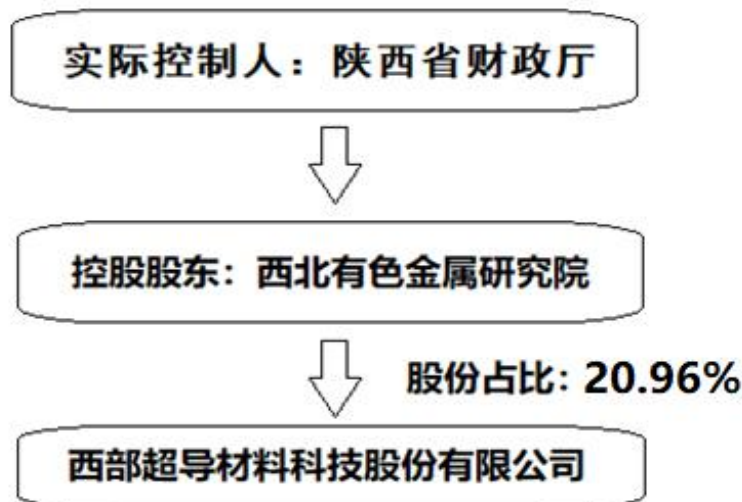 实际控制人：陕西省财政厅
控股股东：西北有色金属研究院
股份占比：20.96%
西部超导材料科技股份有限公司